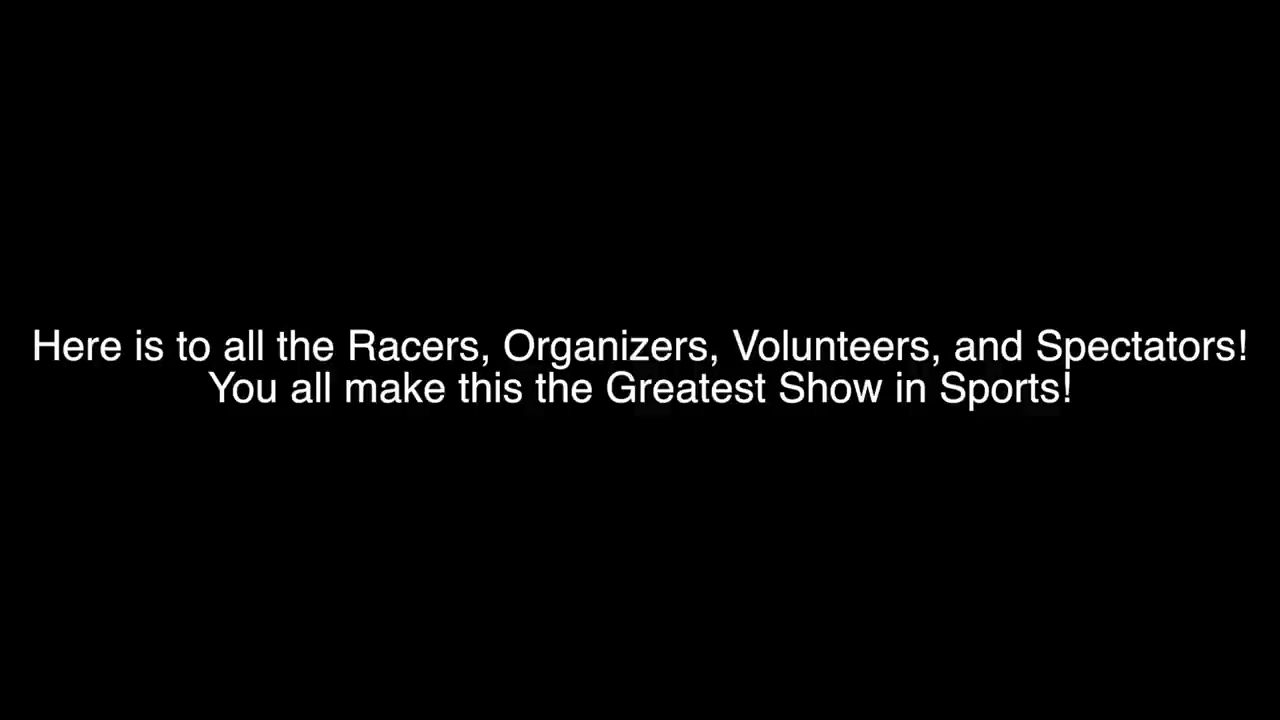 Here is to all the Racers, Organizers, Volunteers, and Spectators!
You all make this the Greatest Show in Sports!